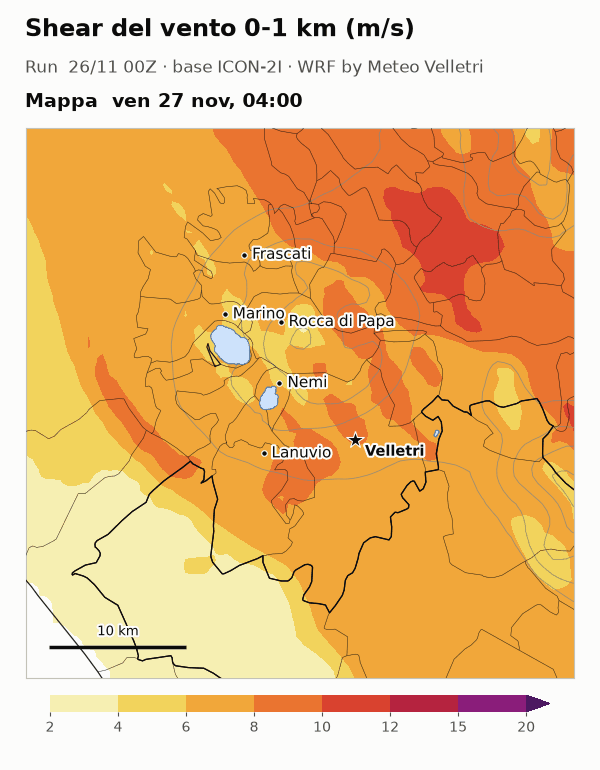 Shear del vento 0-1 km (m/s)
Run  26/11 00Z · base ICON-2I · WRF by Meteo Velletri
Mappa  ven 27 nov, 04:00
Frascati
Marino
Rocca di Papa
Nemi
Velletri
Lanuvio
10 km
2 4 6 8 10 12 15 20